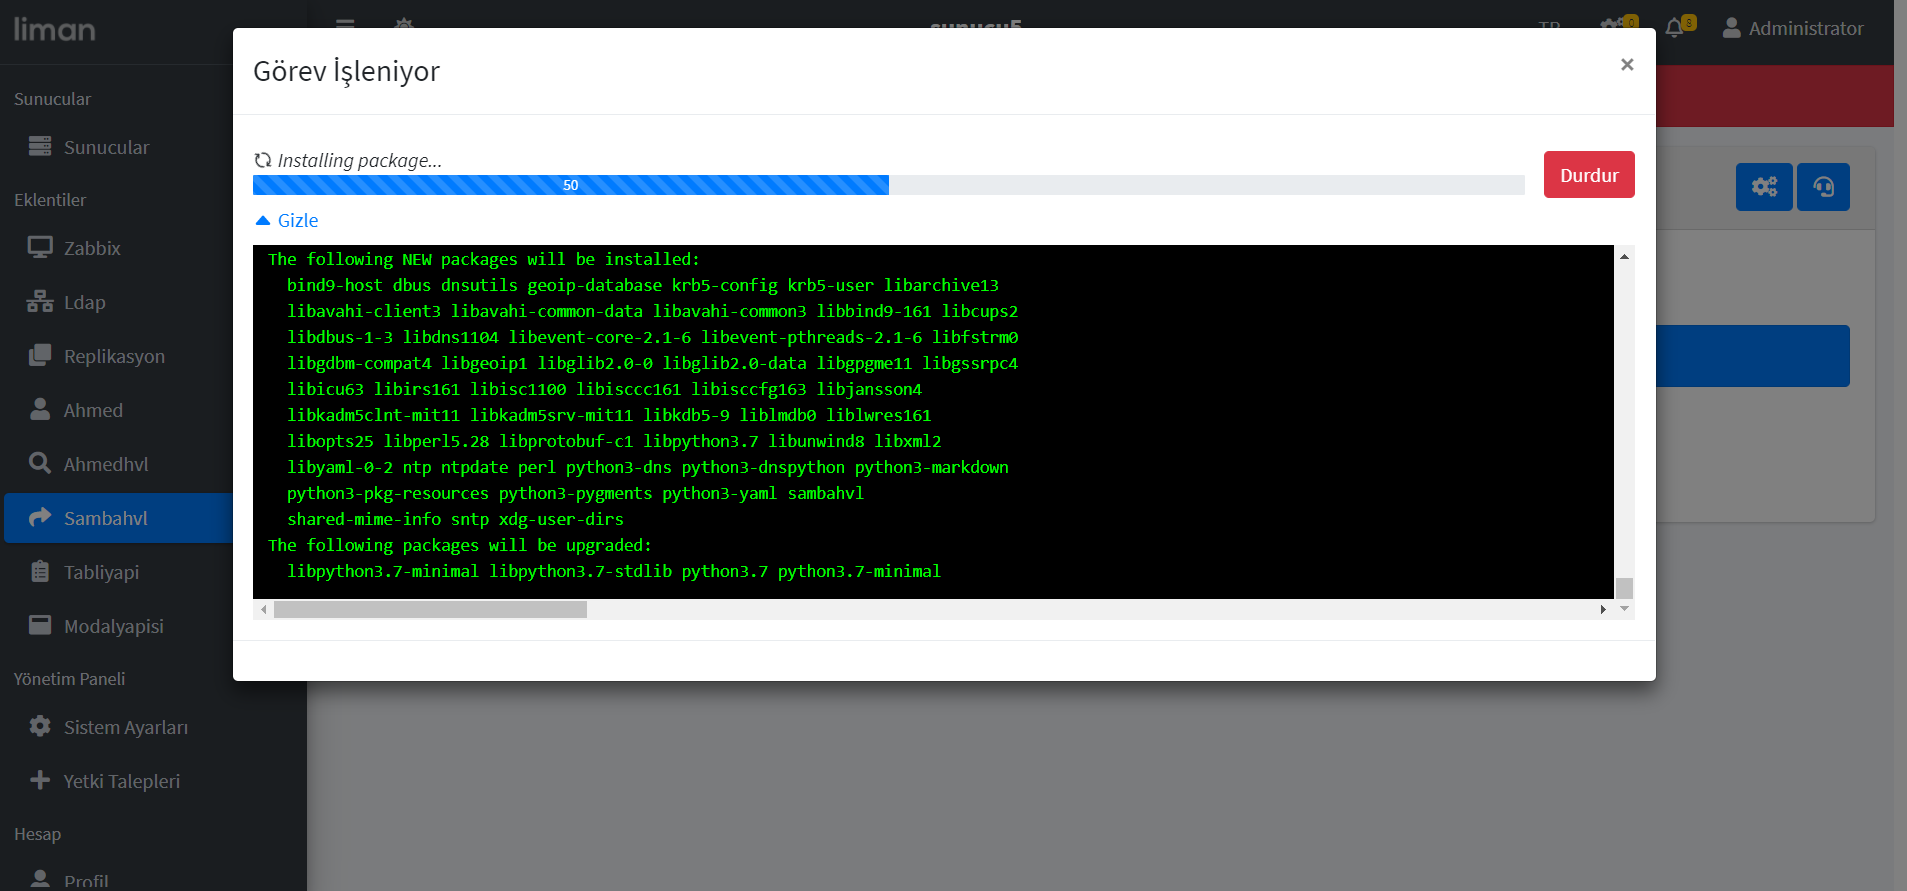 liman
sunucu5
TR
0
8
Administrator
Sunucular
Sunucular
Eklentiler
Zabbix
Ldap
Replikasyon
Ahmed
Ahmedhvl
Sambahvl
Tabliyapi
Modalyapisi
Yönetim Paneli
Sistem Ayarları
Yetki Talepleri
Hesap
Profil
Görev İşleniyor
×
Installing package...
50
Durdur
Gizle
The following NEW packages will be installed:
bind9-host dbus dnsutils geoip-database krb5-config krb5-user libarchive13
libavahi-client3 libavahi-common-data libavahi-common3 libbind9-161 libcups2
libdbus-1-3 libdns1104 libevent-core-2.1-6 libevent-pthreads-2.1-6 libfstrm0
libgdbm-compat4 libgeoip1 libglib2.0-0 libglib2.0-data libgpgme11 libgssrpc4
libicu63 libirs161 libisc1100 libisccc161 libisccfg163 libjansson4
libkadm5clnt-mit11 libkadm5srv-mit11 libkdb5-9 liblmdb0 liblwres161
libopts25 libperl5.28 libprotobuf-c1 libpython3.7 libunwind8 libxml2
libyaml-0-2 ntp ntpdate perl python3-dns python3-dnspython python3-markdown
python3-pkg-resources python3-pygments python3-yaml sambahvl
shared-mime-info sntp xdg-user-dirs
The following packages will be upgraded:
libpython3.7-minimal libpython3.7-stdlib python3.7 python3.7-minimal